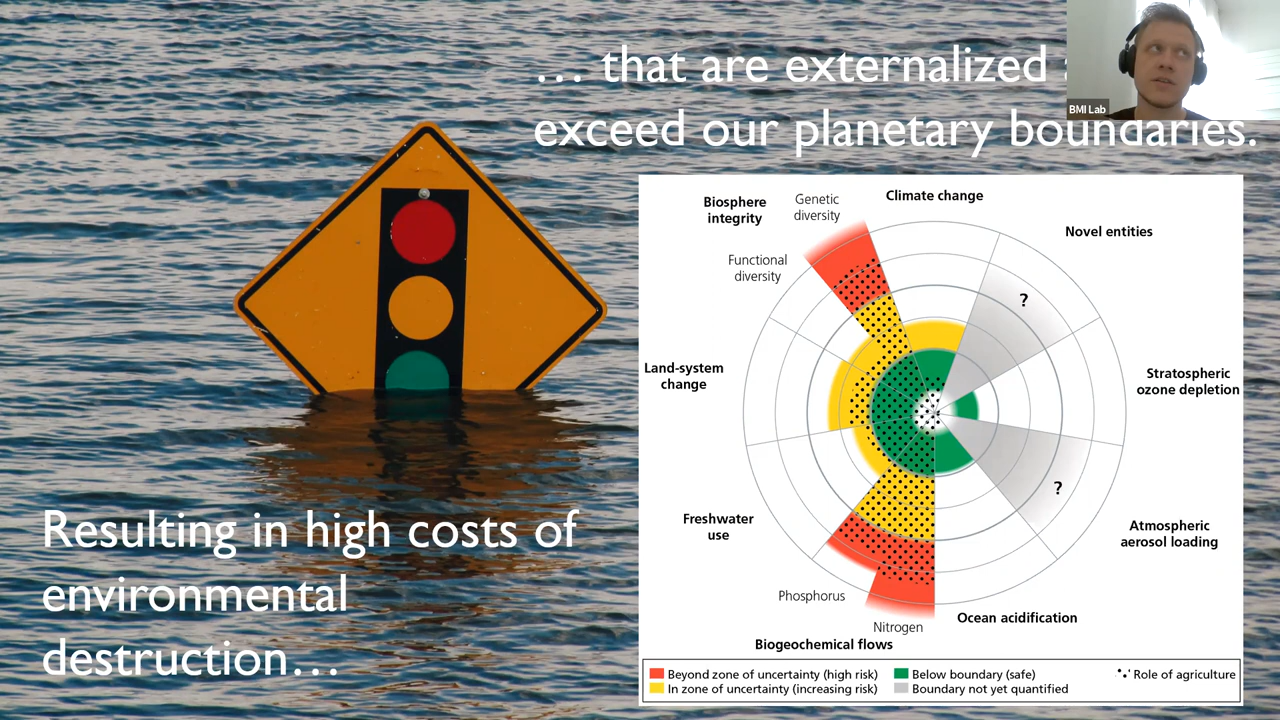 … that are externalized
exceed our planetary boundaries.
BMI Lab
Biosphere
integrity
Genetic
diversity
Climate change
Novel entities
Functional
diversity
?
Land-system
change
Stratospheric
ozone depletion
?
Freshwater
use
Atmospheric
aerosol loading
Phosphorus
Nitrogen
Ocean acidification
Biogeochemical flows
Beyond zone of uncertainty (high risk)
Below boundary (safe)
Role of agriculture
In zone of uncertainty (increasing risk)
Boundary not yet quantified
Resulting in high costs of
environmental
destruction…